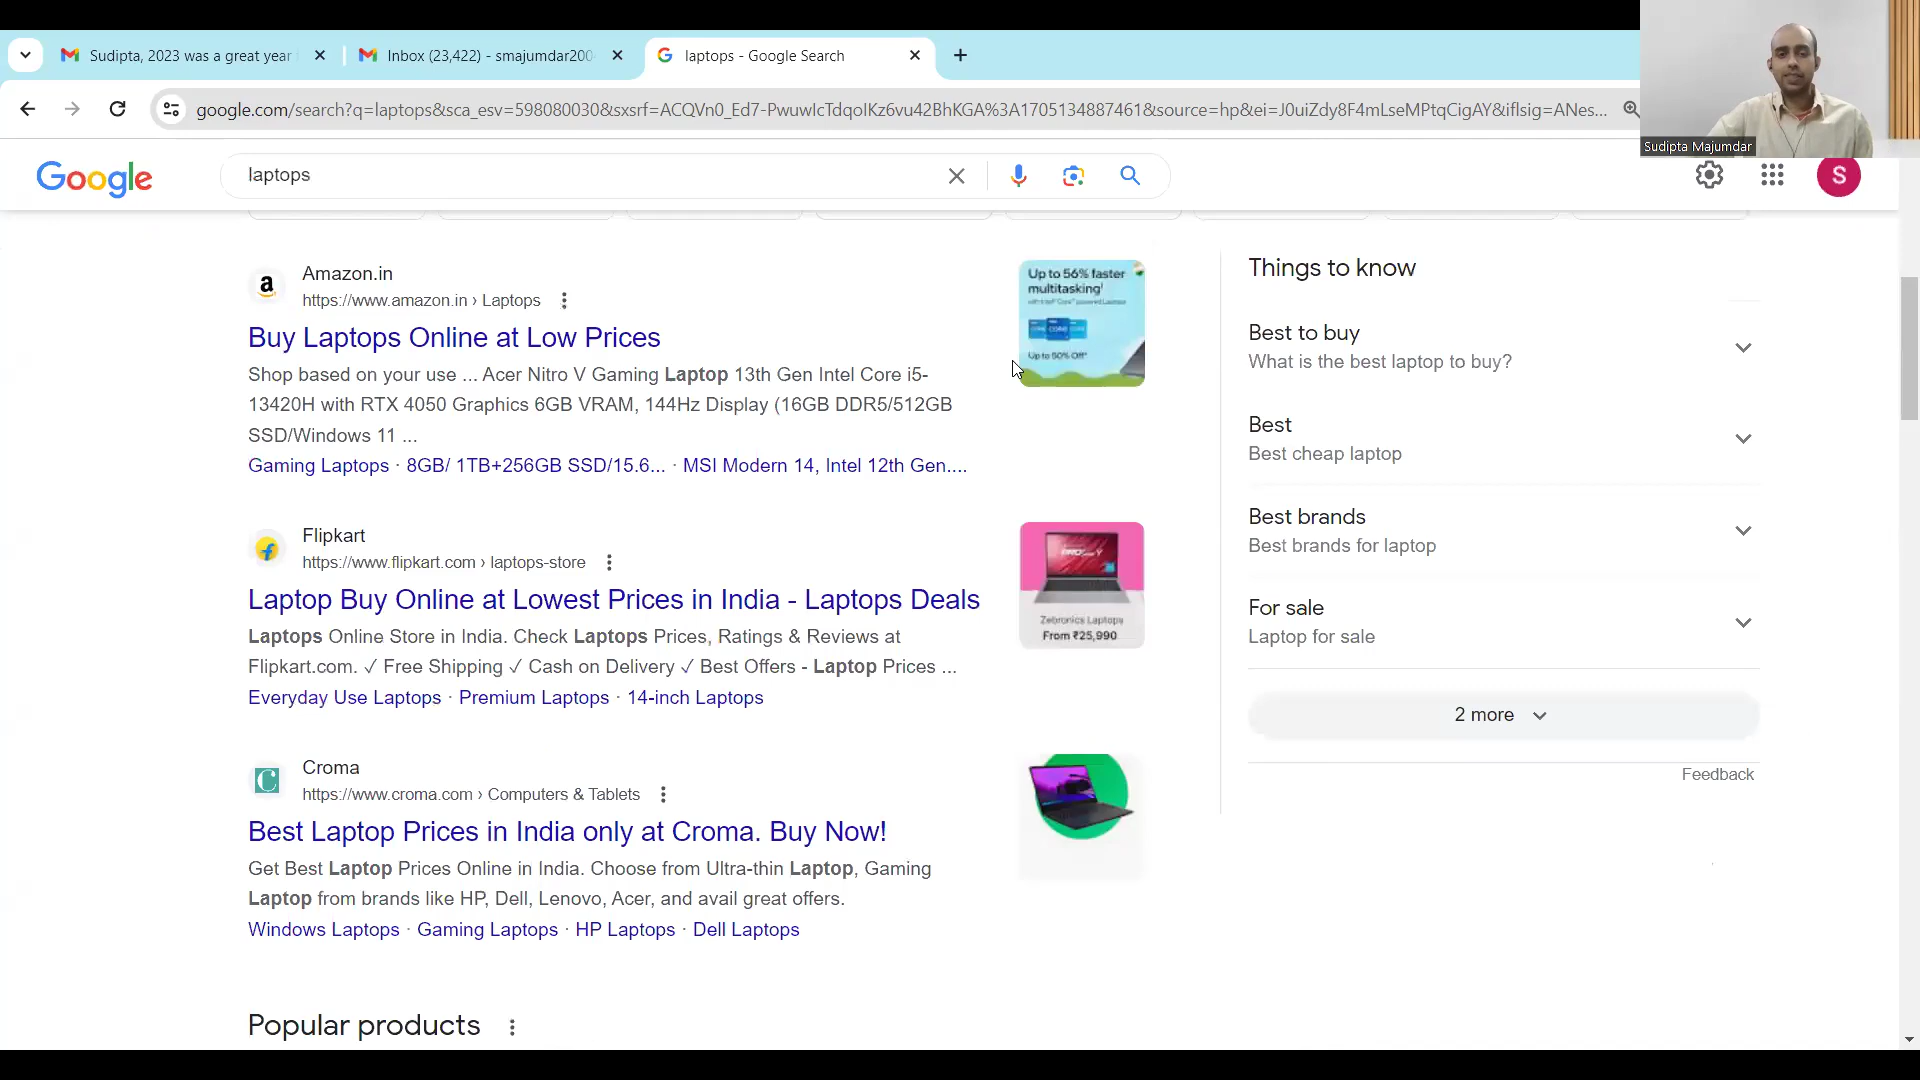 Sudipta, 2023 was a great year
Inbox (23,422) - smajumdar200
laptops - Google Search
google.com/search?q=laptops&sca_esv=598080030&sxsrf=ACQVn0_Ed7-PwuwIcTdqoIKz6vu42BhKGA%3A1705134887461&source=hp&ei=J0uiZdy8F4mLseMPtqCigAY&iflsig=ANes...
Sudipta Majumdar
Google
laptops
S
Amazon.in
https://www.amazon.in › Laptops
Buy Laptops Online at Low Prices
Shop based on your use ... Acer Nitro V Gaming Laptop 13th Gen Intel Core i5-
13420H with RTX 4050 Graphics 6GB VRAM, 144Hz Display (16GB DDR5/512GB
SSD/Windows 11 ...
Gaming Laptops · 8GB/ 1TB+256GB SSD/15.6... · MSI Modern 14, Intel 12th Gen....
Up to 56% faster
multitasking
Up to 50% Off*
Flipkart
https://www.flipkart.com › laptops-store
Laptop Buy Online at Lowest Prices in India - Laptops Deals
Laptops Online Store in India. Check Laptops Prices, Ratings & Reviews at
Flipkart.com. ✓ Free Shipping ✓ Cash on Delivery ✓ Best Offers - Laptop Prices ...
Everyday Use Laptops · Premium Laptops · 14-inch Laptops
Zebronics Laptops
From ₹25,990
Croma
https://www.croma.com › Computers & Tablets
Best Laptop Prices in India only at Croma. Buy Now!
Get Best Laptop Prices Online in India. Choose from Ultra-thin Laptop, Gaming
Laptop from brands like HP, Dell, Lenovo, Acer, and avail great offers.
Windows Laptops · Gaming Laptops · HP Laptops · Dell Laptops
Popular products
Things to know
Best to buy
What is the best laptop to buy?
Best
Best cheap laptop
Best brands
Best brands for laptop
For sale
Laptop for sale
2 more
Feedback